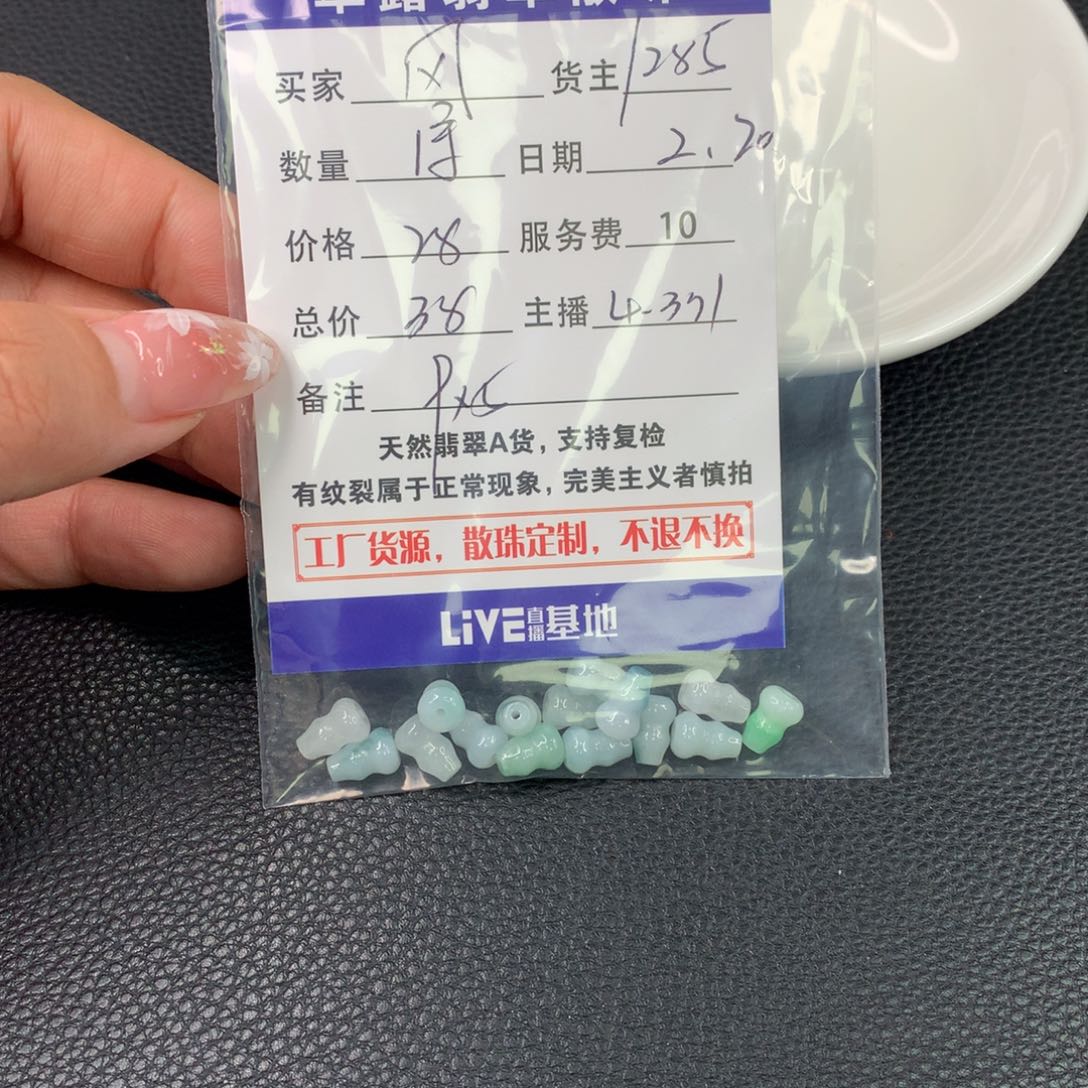 买家 风 货主 1285
数量 日期 2.20
价格 28 服务费 10
总价 38 主播 4-371
备注
天然翡翠A货，支持复检
有纹裂属于正常现象，完美主义者慎拍
工厂货源，散珠定制，不退不换
LiVE直播基地